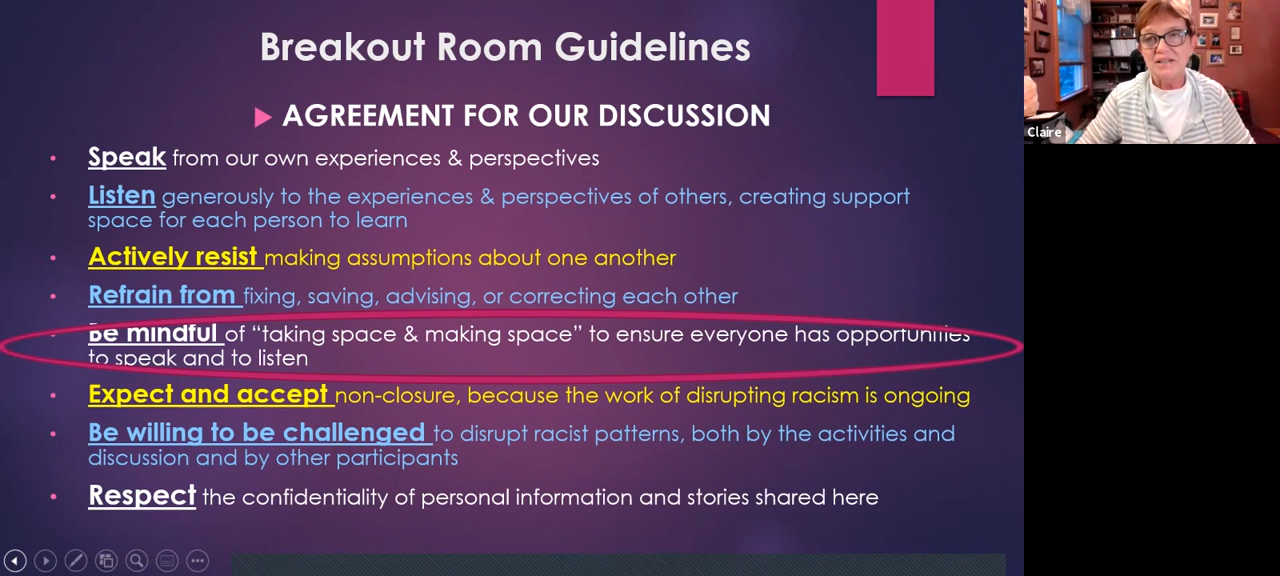 Breakout Room Guidelines
AGREEMENT FOR OUR DISCUSSION
Speak from our own experiences & perspectives
Listen generously to the experiences & perspectives of others, creating support
space for each person to learn
Actively resist making assumptions about one another
Refrain from fixing, saving, advising, or correcting each other
Be mindful of “taking space & making space” to ensure everyone has opportunities
to speak and to listen
Expect and accept non-closure, because the work of disrupting racism is ongoing
Be willing to be challenged to disrupt racist patterns, both by the activities and
discussion and by other participants
Respect the confidentiality of personal information and stories shared here
Claire